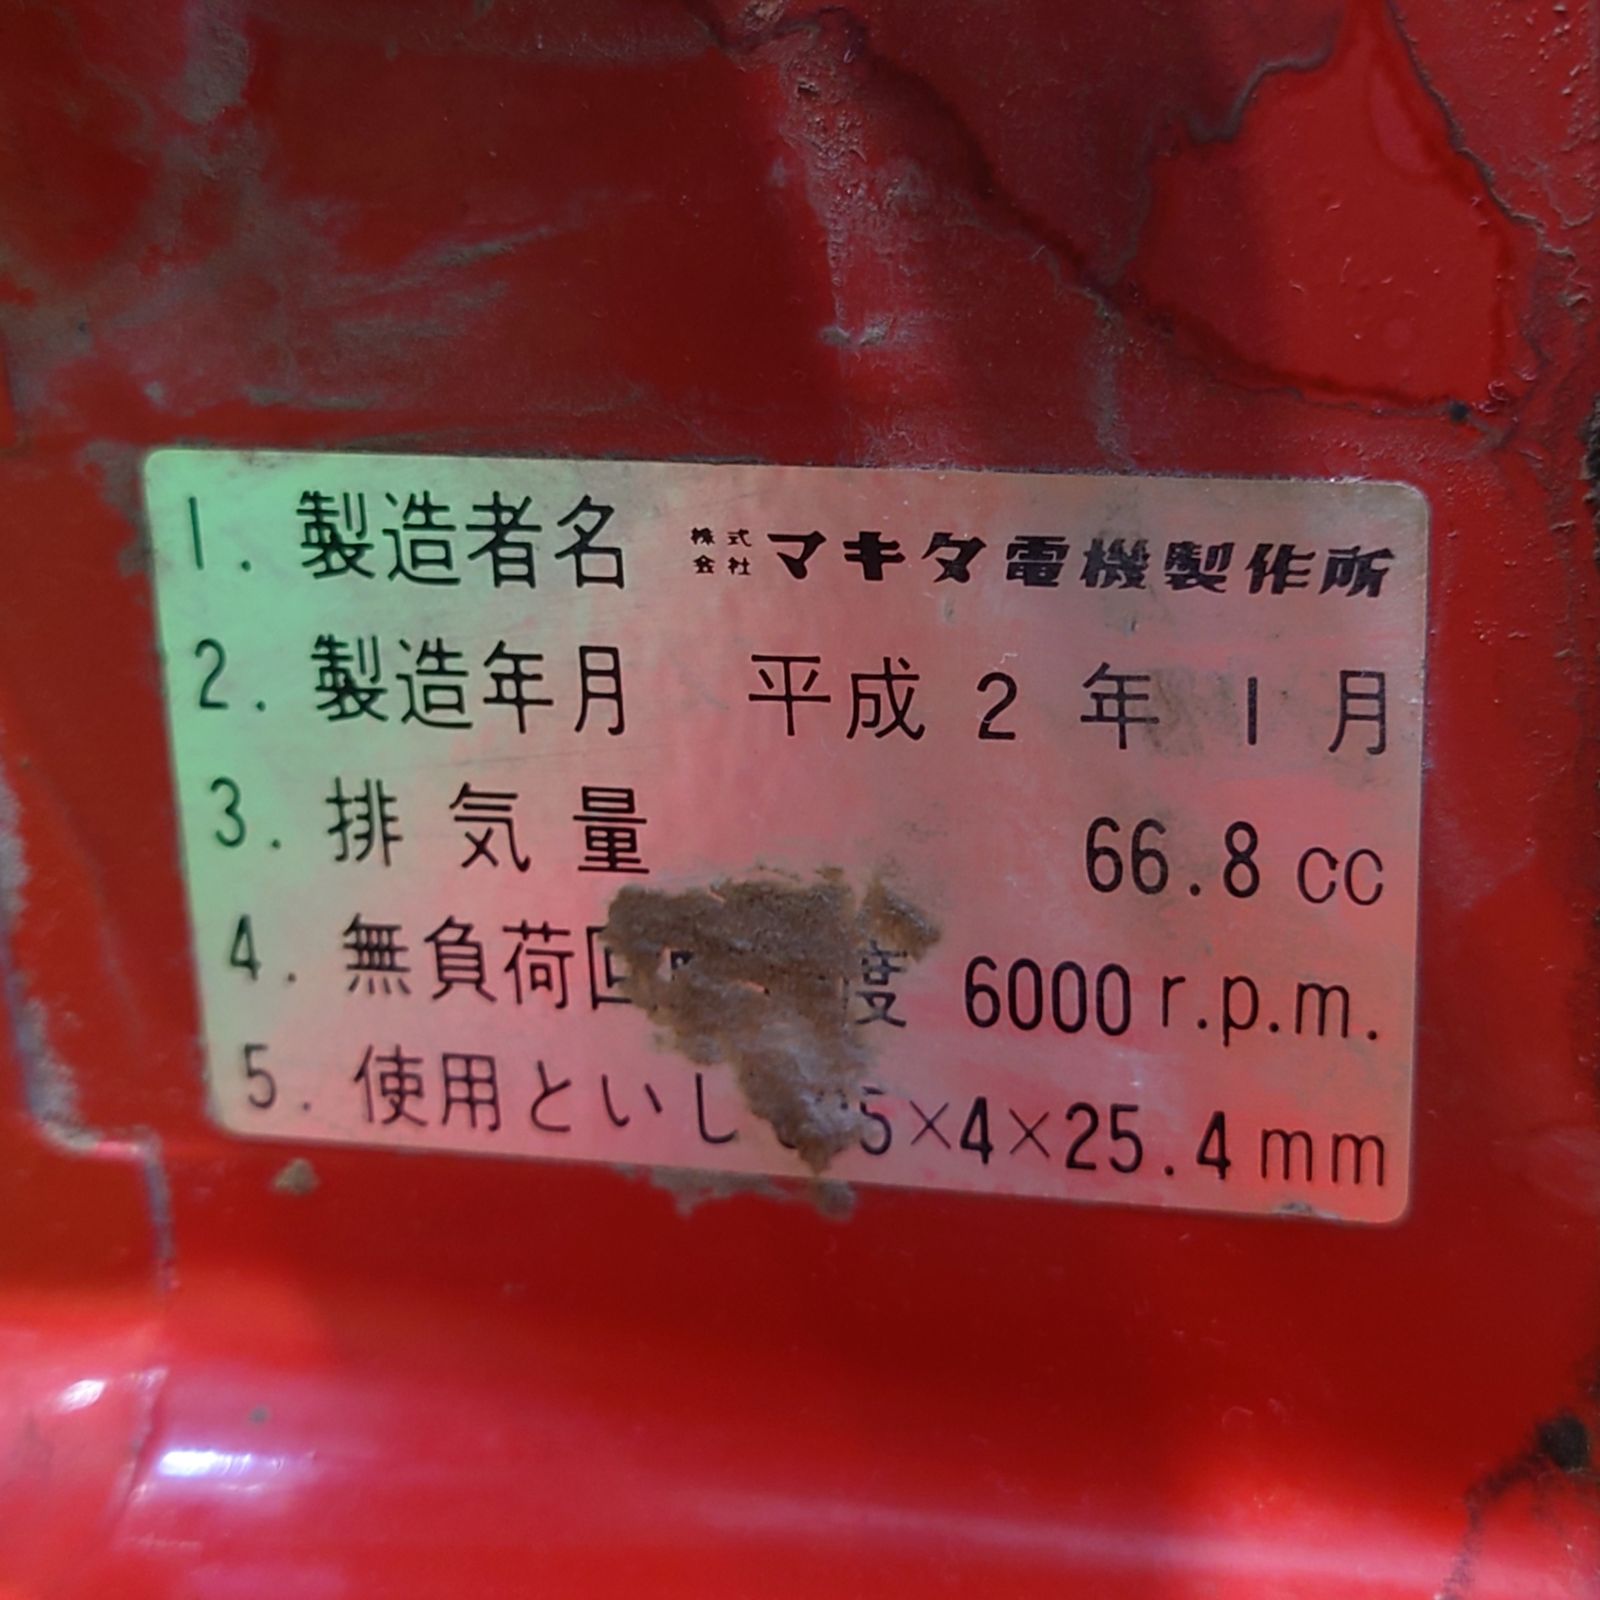 1. 製造者名 株式会社 マキタ電機製作所
2. 製造年月 平成 2 年 1 月
3. 排気量 66.8 cc
4. 無負荷回 度 6000 r.p.m.
5. 使用といし 5×4×25.4 mm